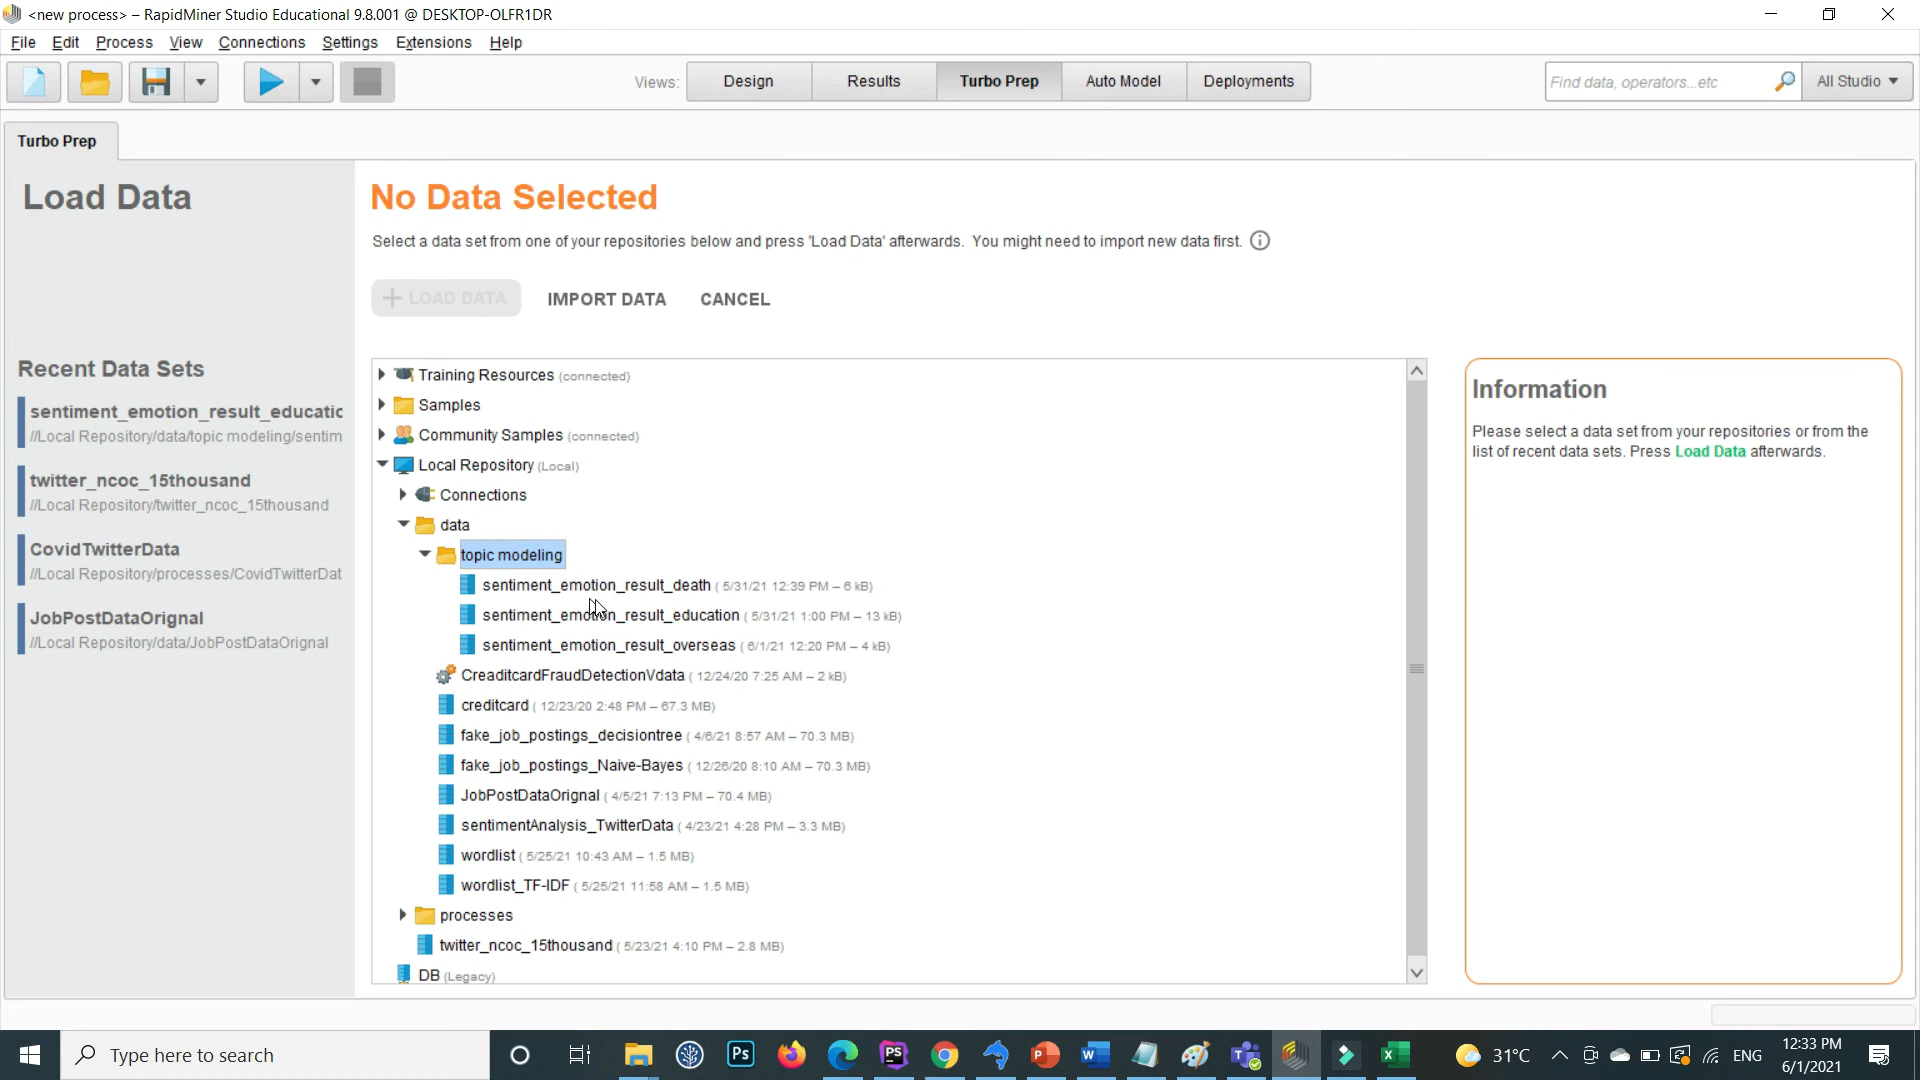 <new process> – RapidMiner Studio Educational 9.8.001 @ DESKTOP-OLFR1DR
File Edit Process View Connections Settings Extensions Help
Views: Design Results Turbo Prep Auto Model Deployments Find data, operators...etc All Studio
Turbo Prep
Load Data
No Data Selected
Select a data set from one of your repositories below and press 'Load Data' afterwards. You might need to import new data first.
LOAD DATA IMPORT DATA CANCEL
Recent Data Sets
sentiment_emotion_result_educatic
//Local Repository/data/topic modeling/sentim
twitter_ncoc_15thousand
//Local Repository/twitter_ncoc_15thousand
CovidTwitterData
//Local Repository/processes/CovidTwitterDat
JobPostDataOrignal
//Local Repository/data/JobPostDataOrignal
Training Resources (connected)
Samples
Community Samples (connected)
Local Repository (Local)
Connections
data
topic modeling
sentiment_emotion_result_death ( 5/31/21 12:39 PM – 6 kB)
sentiment_emotion_result_education ( 5/31/21 1:00 PM – 13 kB)
sentiment_emotion_result_overseas ( 6/1/21 12:20 PM – 4 kB)
CreaditcardFraudDetectionVdata ( 12/24/20 7:25 AM – 2 kB)
creditcard ( 12/23/20 2:48 PM – 67.3 MB)
fake_job_postings_decisiontree ( 4/6/21 8:57 AM – 70.3 MB)
fake_job_postings_Naive-Bayes ( 12/26/20 8:10 AM – 70.3 MB)
JobPostDataOrignal ( 4/5/21 7:13 PM – 70.4 MB)
sentimentAnalysis_TwitterData ( 4/23/21 4:28 PM – 3.3 MB)
wordlist ( 5/25/21 10:43 AM – 1.5 MB)
wordlist_TF-IDF ( 5/25/21 11:58 AM – 1.5 MB)
processes
twitter_ncoc_15thousand ( 5/23/21 4:10 PM – 2.8 MB)
DB (Legacy)
Information
Please select a data set from your repositories or from the
list of recent data sets. Press Load Data afterwards.
Type here to search
Ps
PS
31°C
ENG
12:33 PM
6/1/2021